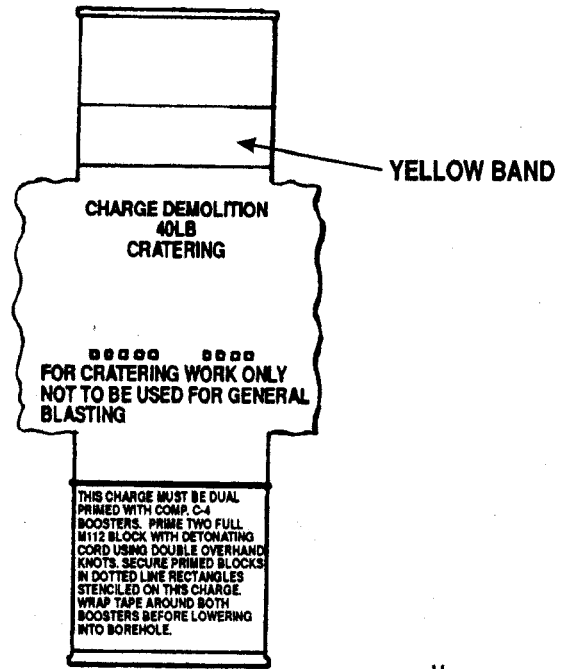 YELLOW BAND
CHARGE DEMOLITION
40LB
CRATERING
FOR CRATERING WORK ONLY
NOT TO BE USED FOR GENERAL
BLASTING
THIS CHARGE MUST BE DUAL
PRIMED WITH COMP. C-4
BOOSTERS. PRIME TWO FULL
M112 BLOCK WITH DETONATING
CORD USING DOUBLE OVERHAND
KNOTS. SECURE PRIMED BLOCKS
IN DOTTED LINE RECTANGLES
STENCILED ON THIS CHARGE.
WRAP TAPE AROUND BOTH
BOOSTERS BEFORE LOWERING
INTO BOREHOLE.